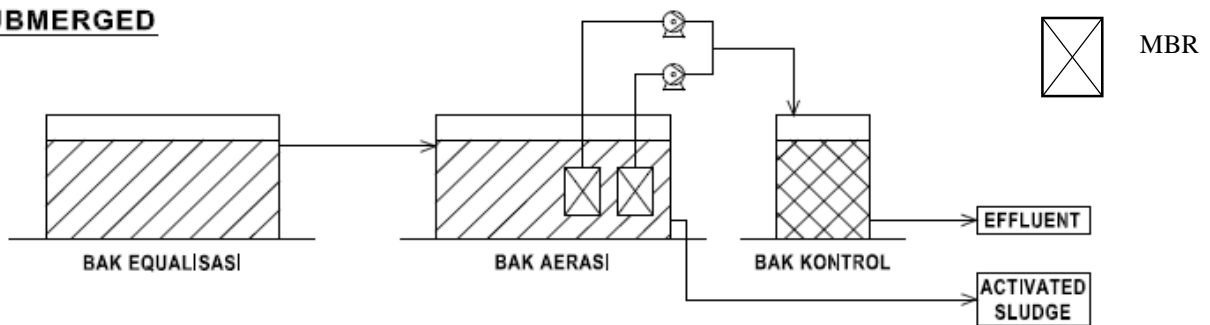 UBMERGED
MBR
BAK EQUALISASI
BAK AERASI
BAK KONTROL
EFFLUENT
ACTIVATED
SLUDGE